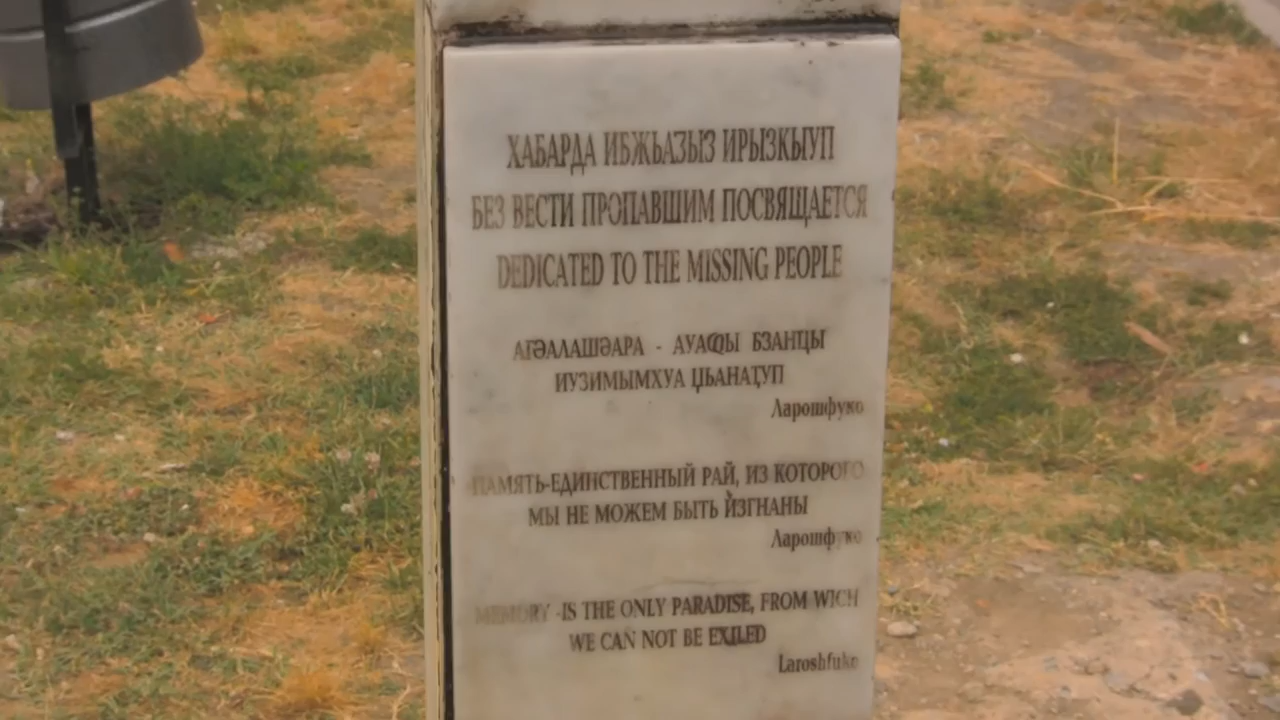 ХАБАРДА ИБЖЬАЗЫЗ ИРЫЗКЫУП
БЕЗ ВЕСТИ ПРОПАВШИМ ПОСВЯЩАЕТСЯ
DEDICATED TO THE MISSING PEOPLE
АГӘАЛАШӘАРА - АУАҨЫ БЗАНЦЫ
ИУЗИМЫМХУА ЏЬАНАҬУП
Ларошфуко
ПАМЯТЬ-ЕДИНСТВЕННЫЙ РАЙ, ИЗ КОТОРОГО
МЫ НЕ МОЖЕМ БЫТЬ ИЗГНАНЫ
Ларошфуко
MEMORY -IS THE ONLY PARADISE, FROM WICH
WE CAN NOT BE EXILED
Laroshfuko